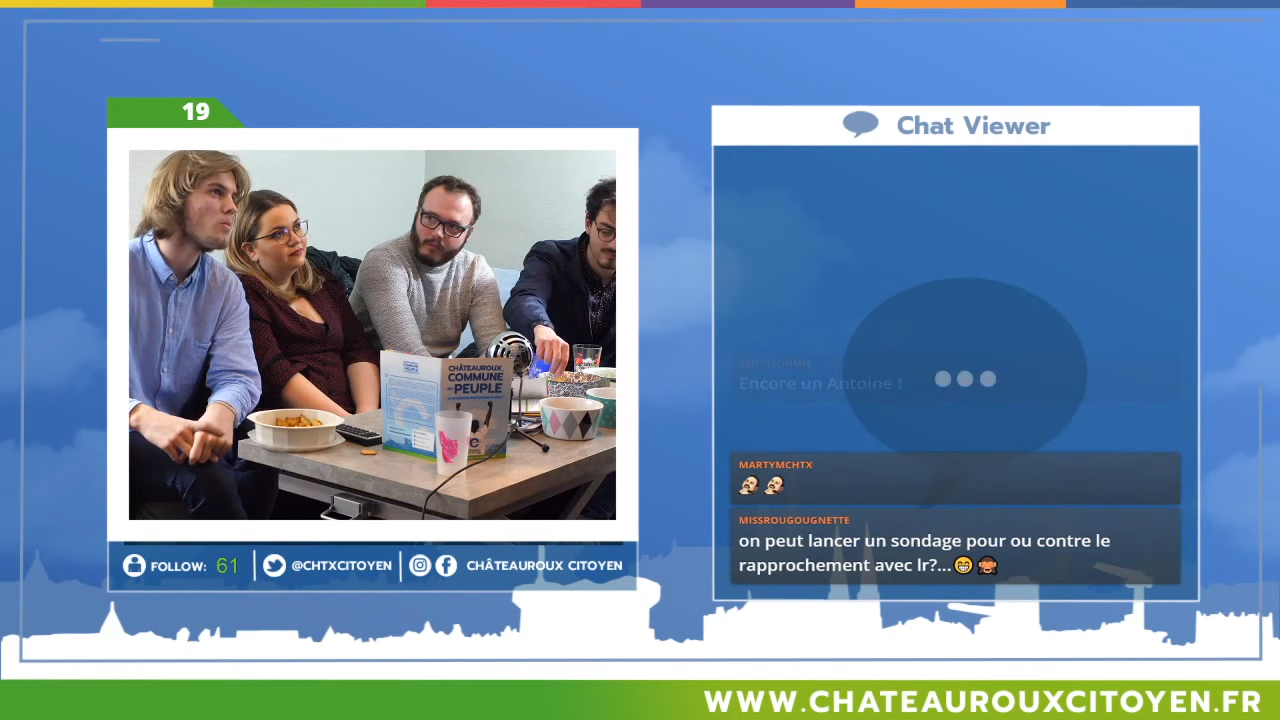 19
Chat Viewer
Encore un Antoine !
MARTYMCHTX
MISSROUGOUGNETTE
on peut lancer un sondage pour ou contre le
rapprochement avec lr?...
CHÂTEAUROUX
COMMUNE
DU PEUPLE
FOLLOW: 61
@CHTXCITOYEN
CHÂTEAUROUX CITOYEN
WWW.CHATEAUROUXCITOYEN.FR